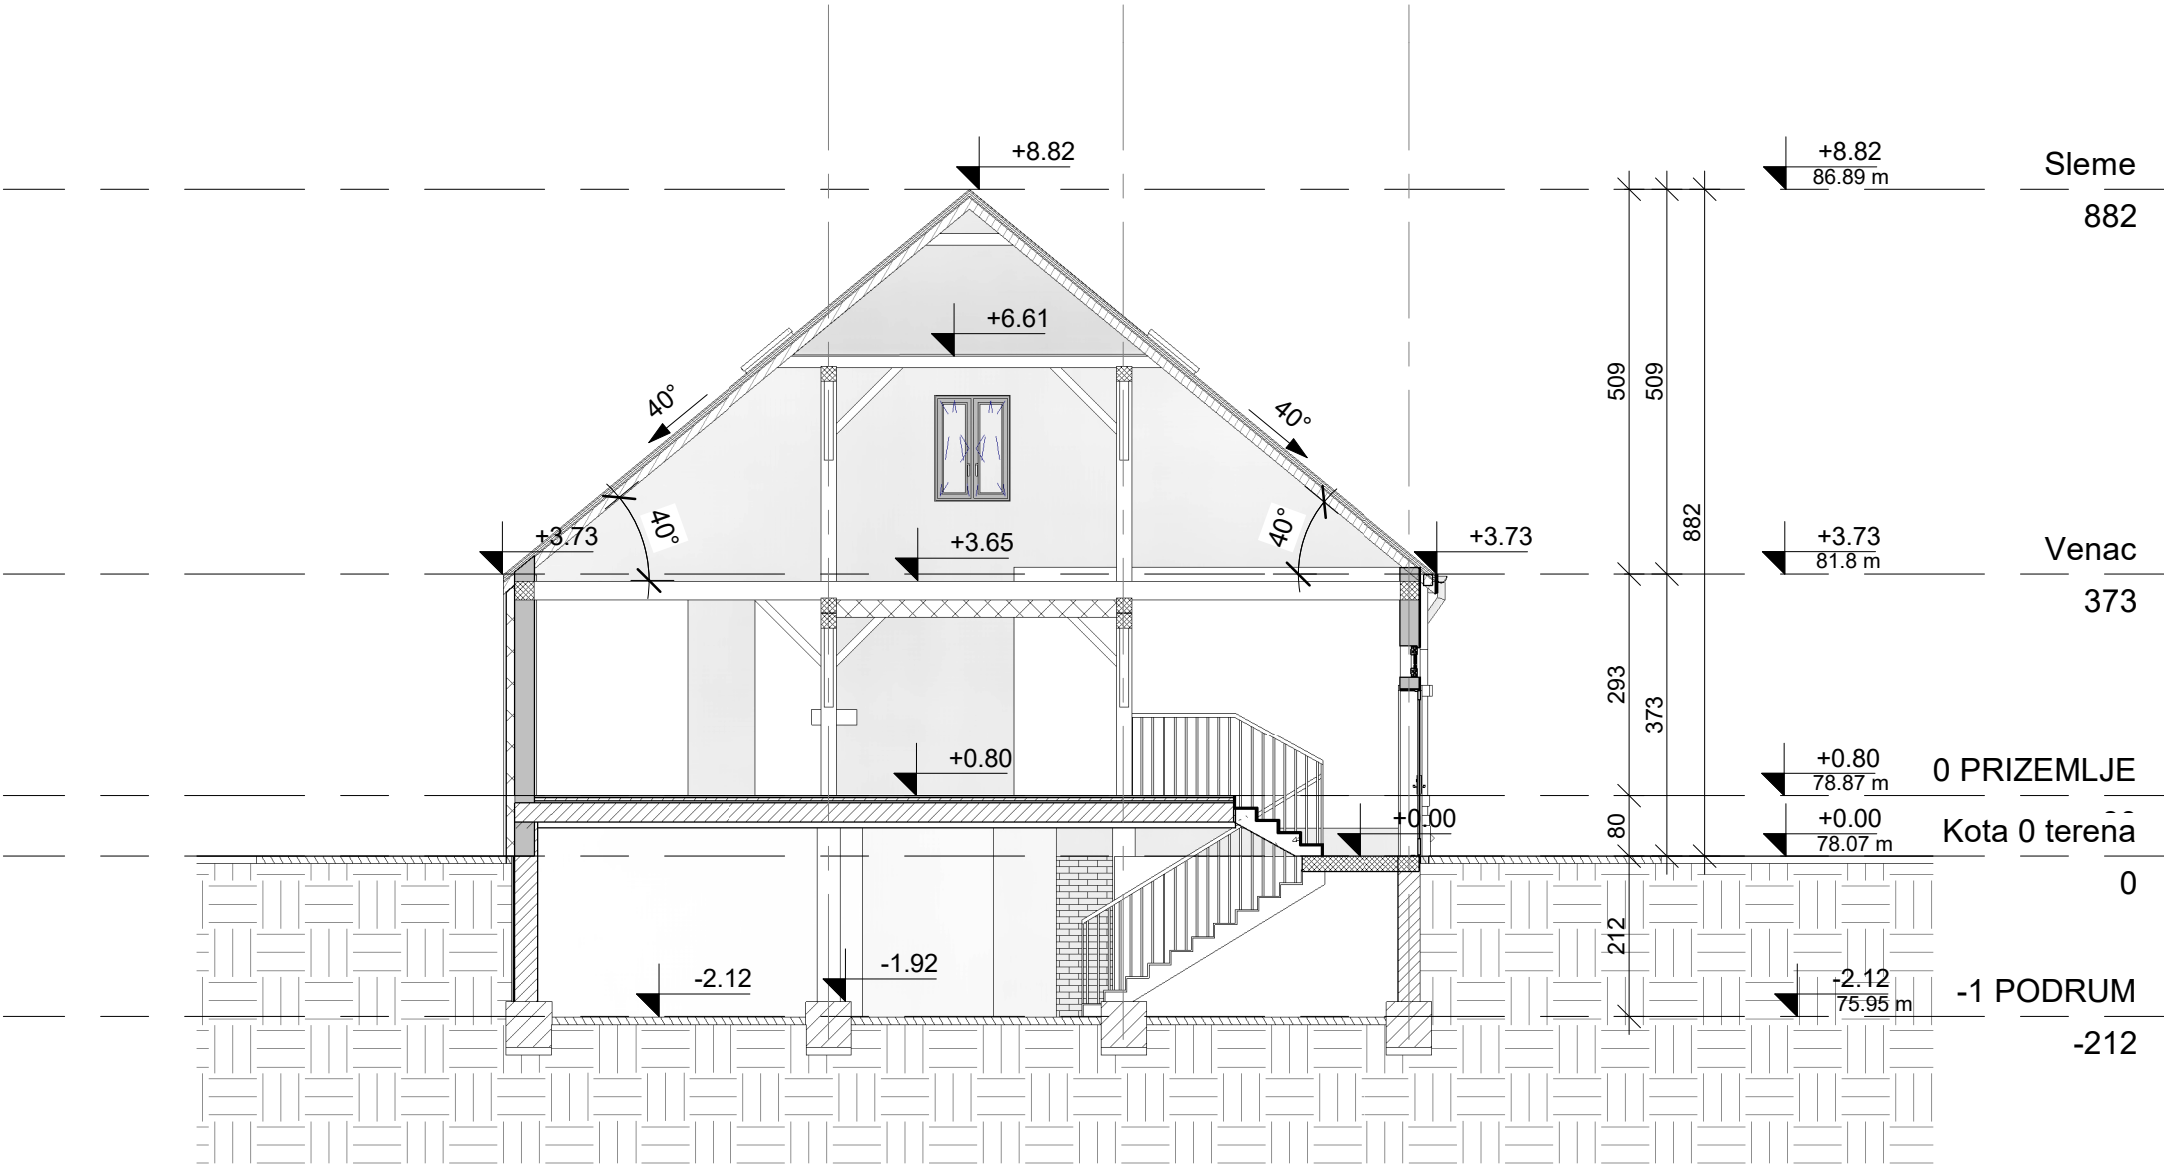 +8.82
+8.82
86.89 m
Sleme
882
+6.61
509
509
40°
40°
882
40°
40°
+3.73
+3.65
+3.73
+3.73
81.8 m
Venac
373
293
373
+0.80
+0.80
78.87 m
0 PRIZEMLJE
+0.00
80
+0.00
78.07 m
Kota 0 terena
0
212
-2.12
-1.92
-2.12
75.95 m
-1 PODRUM
-212